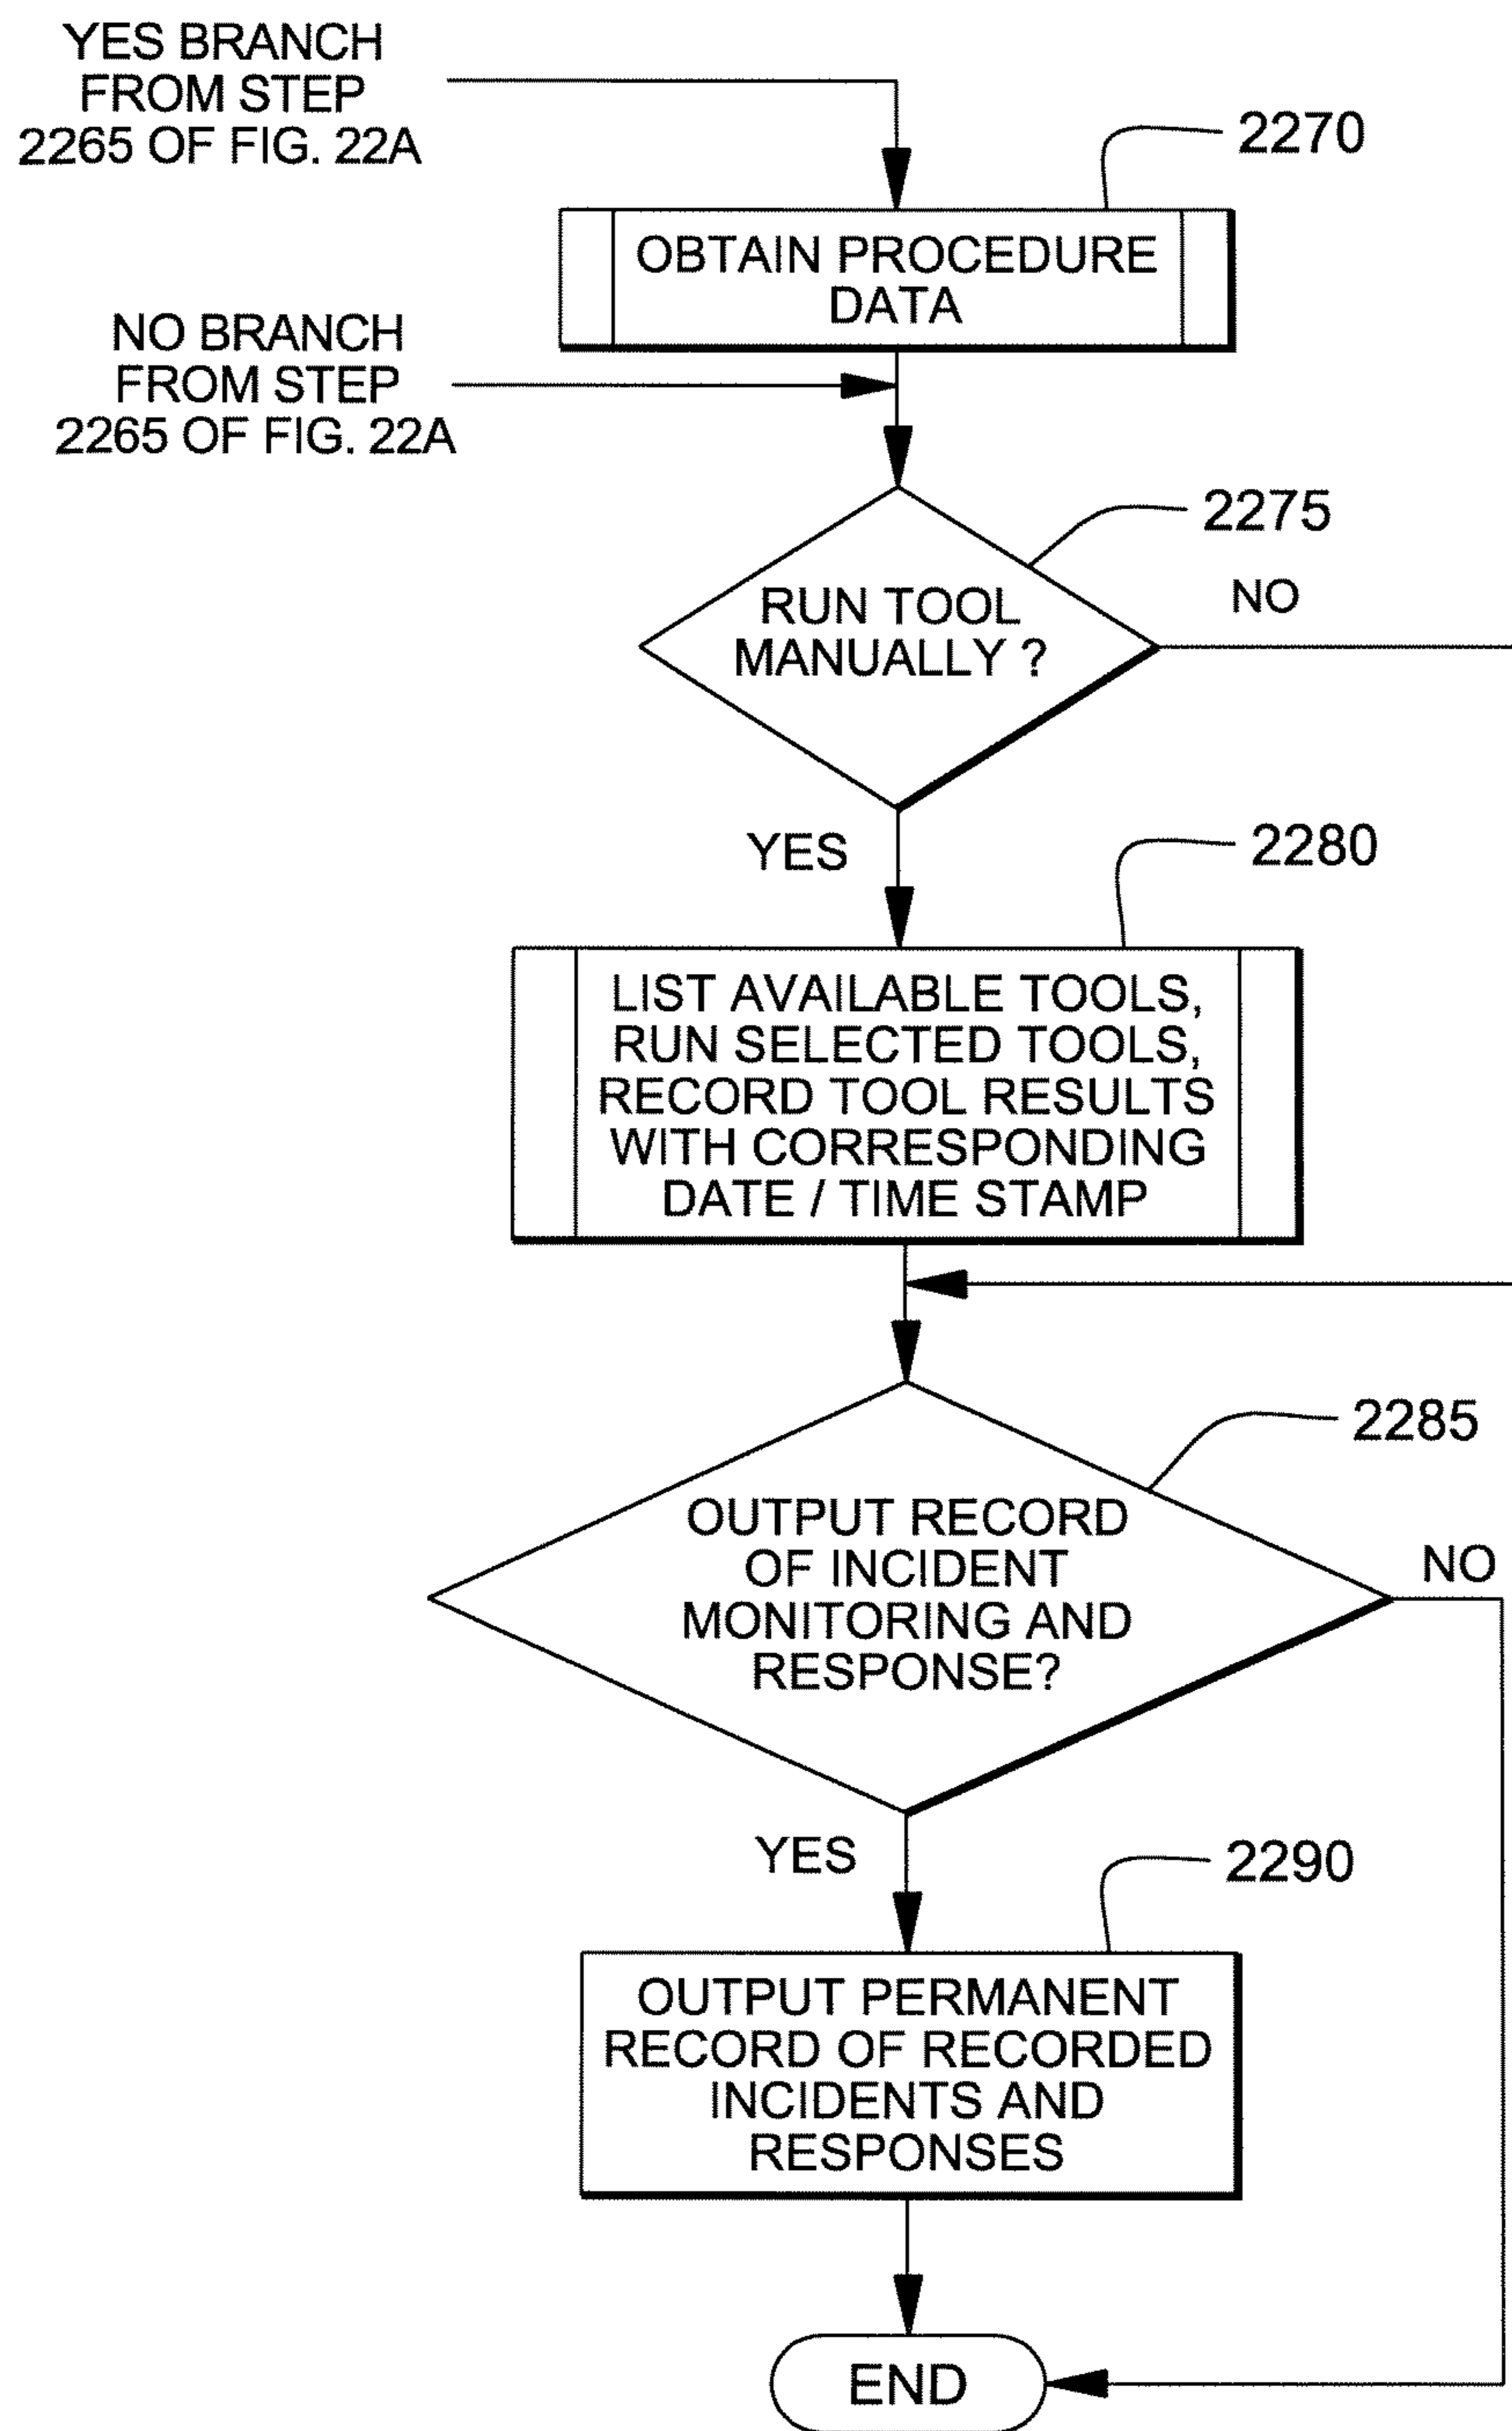 YES BRANCH
FROM STEP
2265 OF FIG. 22A
2270
OBTAIN PROCEDURE
DATA
NO BRANCH
FROM STEP
2265 OF FIG. 22A
2275
RUN TOOL
MANUALLY ?
NO
YES
2280
LIST AVAILABLE TOOLS,
RUN SELECTED TOOLS,
RECORD TOOL RESULTS
WITH CORRESPONDING
DATE / TIME STAMP
2285
OUTPUT RECORD
OF INCIDENT
MONITORING AND
RESPONSE?
NO
YES
2290
OUTPUT PERMANENT
RECORD OF RECORDED
INCIDENTS AND
RESPONSES
END